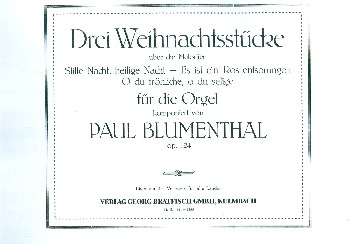 Drei Weihnachtsstücke
über die Melodien
Stille Nacht, heilige Nacht – Es ist ein Ros entsprungen
O du fröhliche, o du selige
für die Orgel
komponiert von
PAUL BLUMENTHAL
op. 124
VERLAG GEORG BRATFISCH GMBH, KULMBACH